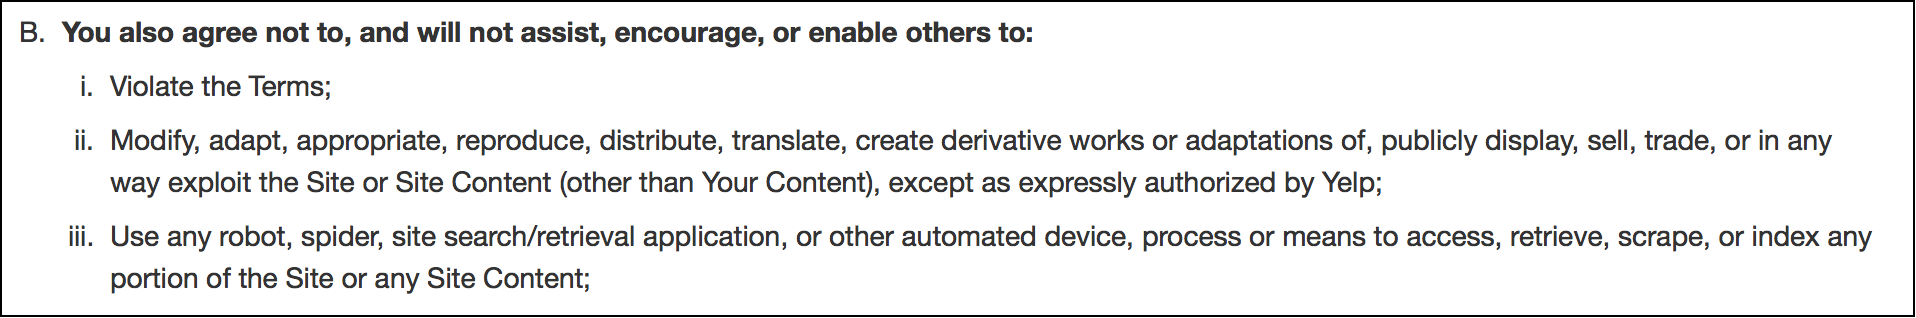 B. You also agree not to, and will not assist, encourage, or enable others to:
i. Violate the Terms;
ii. Modify, adapt, appropriate, reproduce, distribute, translate, create derivative works or adaptations of, publicly display, sell, trade, or in any
way exploit the Site or Site Content (other than Your Content), except as expressly authorized by Yelp;
iii. Use any robot, spider, site search/retrieval application, or other automated device, process or means to access, retrieve, scrape, or index any
portion of the Site or any Site Content;